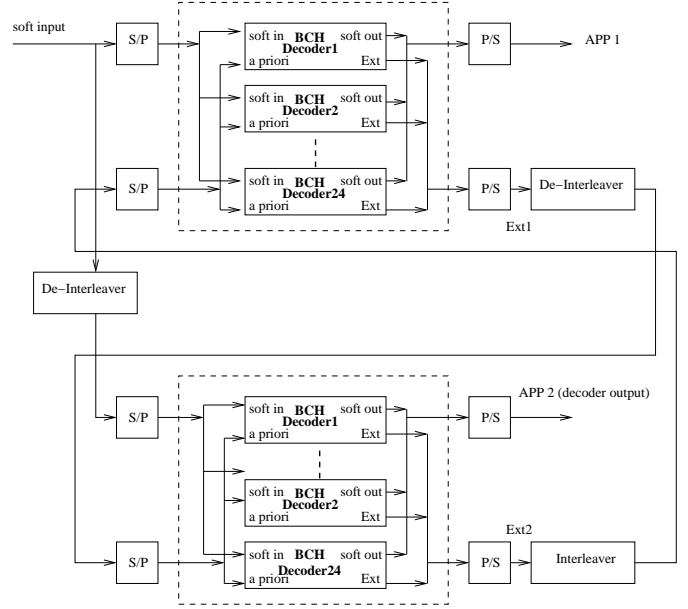 soft input
S/P
soft in BCH soft out
Decoder1
a priori Ext
P/S
APP 1
soft in BCH soft out
Decoder2
a priori Ext
S/P
soft in BCH soft out
Decoder24
a priori Ext
P/S
De-Interleaver
Ext1
De-Interleaver
S/P
soft in BCH soft out
Decoder1
a priori Ext
P/S
APP 2 (decoder output)
soft in BCH soft out
Decoder2
a priori Ext
S/P
soft in BCH soft out
Decoder24
a priori Ext
P/S
Ext2
Interleaver